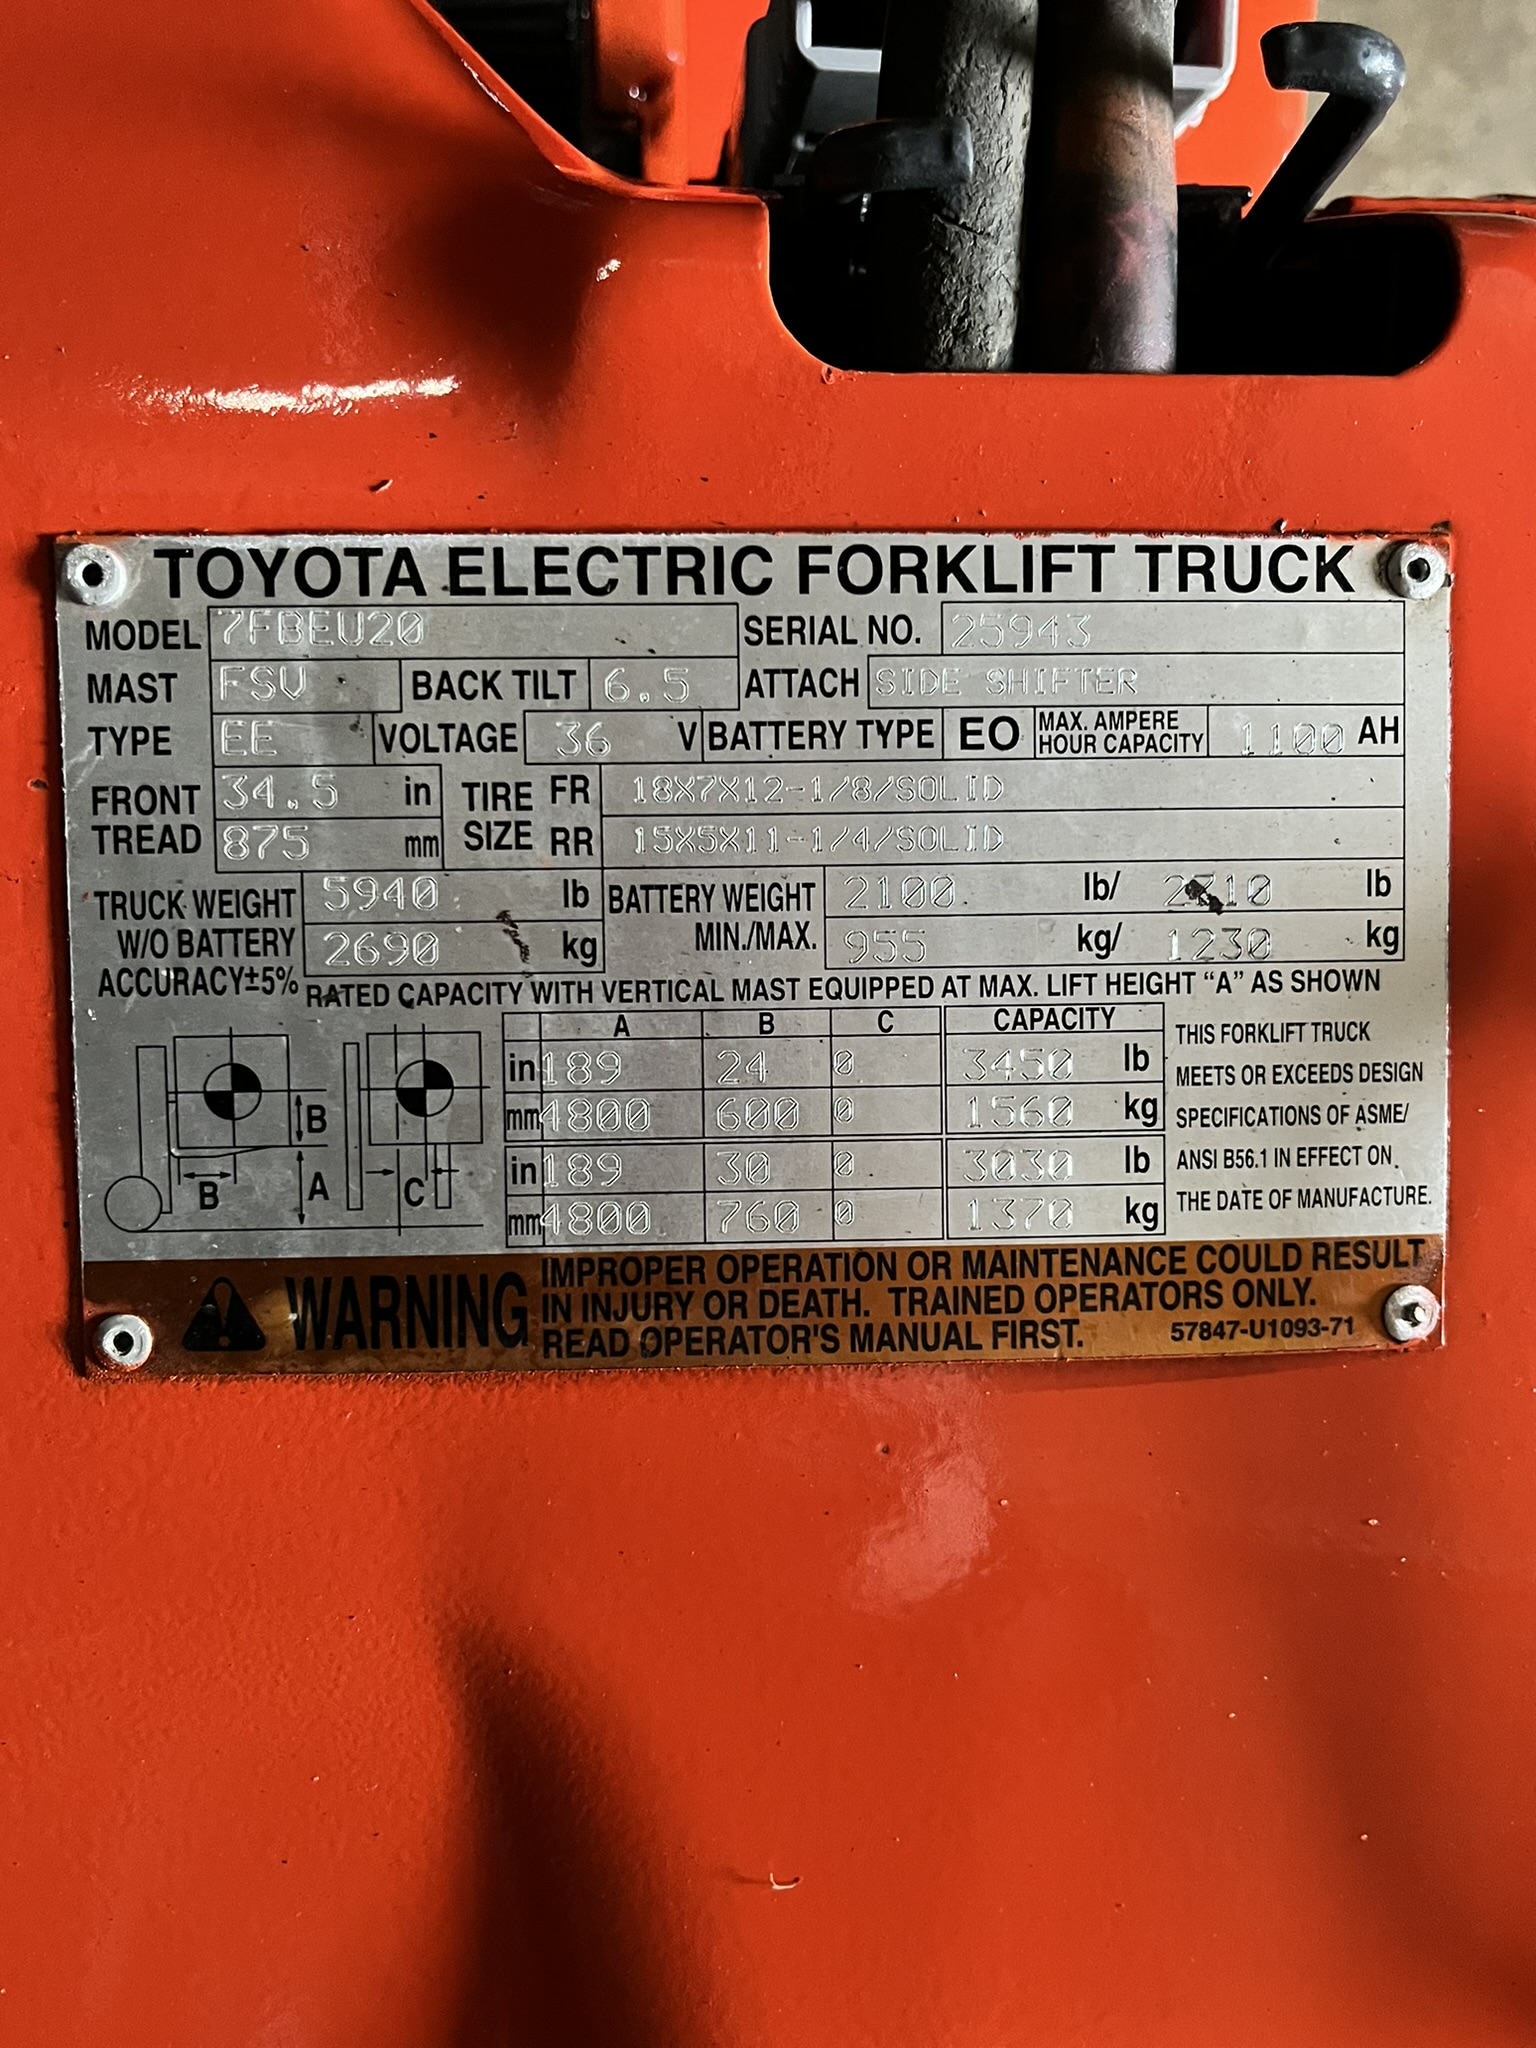 TOYOTA ELECTRIC FORKLIFT TRUCK
MODEL 7FBEU20 SERIAL NO. 25943
MAST FSV BACK TILT 6.5 ATTACH SIDE SHIFTER
TYPE EE VOLTAGE 36 V BATTERY TYPE EO MAX. AMPERE HOUR CAPACITY 1100 AH
FRONT TREAD 34.5 in TIRE SIZE FR 18X7X12-1/8/SOLID
875 mm RR 15X5X11-1/4/SOLID
TRUCK WEIGHT 5940 lb BATTERY WEIGHT 2100 lb/ lb
W/O BATTERY 2690 kg MIN./MAX. 955 kg/ 1230 kg
ACCURACY±5%
RATED CAPACITY WITH VERTICAL MAST EQUIPPED AT MAX. LIFT HEIGHT "A" AS SHOWN
A B C CAPACITY
in 189 24 0 3450 lb
mm 4800 600 0 1560 kg
in 189 30 0 3030 lb
mm 4800 760 0 1370 kg
B
B
A
C
THIS FORKLIFT TRUCK
MEETS OR EXCEEDS DESIGN
SPECIFICATIONS OF ASME/
ANSI B56.1 IN EFFECT ON
THE DATE OF MANUFACTURE.
WARNING
IMPROPER OPERATION OR MAINTENANCE COULD RESULT
IN INJURY OR DEATH. TRAINED OPERATORS ONLY.
READ OPERATOR'S MANUAL FIRST. 57847-U1093-71